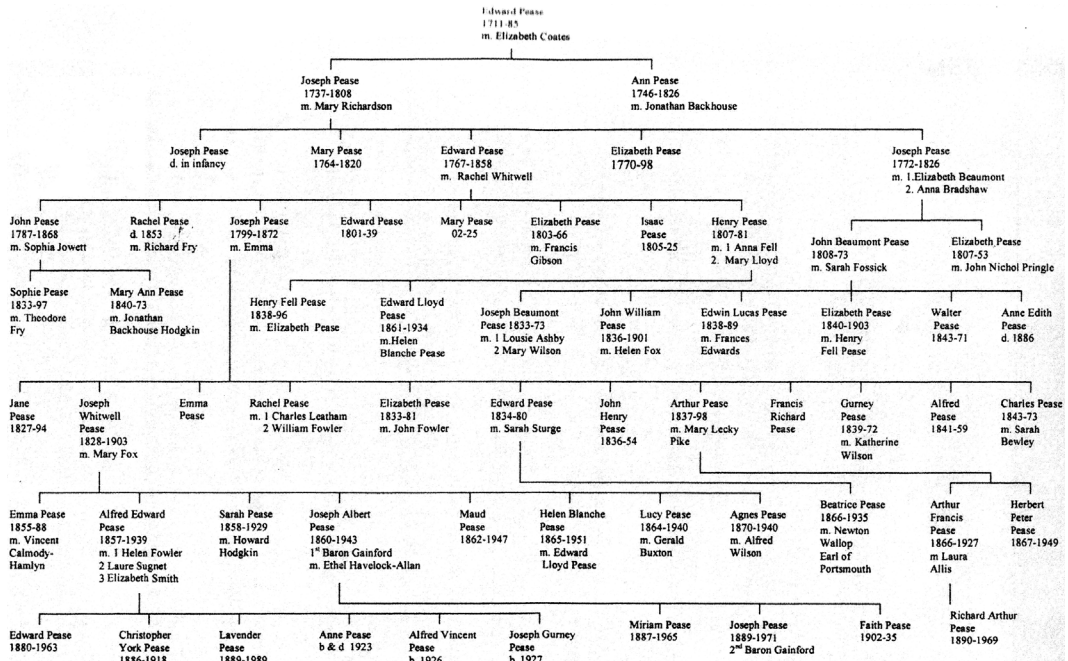 Edward Pease
1711-85
m. Elizabeth Coates
Joseph Pease
1737-1808
m. Mary Richardson
Ann Pease
1746-1826
m. Jonathan Backhouse
Joseph Pease
d. in infancy
Mary Pease
1764-1820
Edward Pease
1767-1858
m. Rachel Whitwell
Elizabeth Pease
1770-98
Joseph Pease
1772-1826
m. 1.Elizabeth Beaumont
2. Anna Bradshaw
John Pease
1787-1868
m. Sophia Jowett
Rachel Pease
d. 1853
m. Richard Fry
Joseph Pease
1799-1872
m. Emma
Edward Pease
1801-39
Mary Pease
02-25
Elizabeth Pease
1803-66
m. Francis
Gibson
Isaac
Pease
1805-25
Henry Pease
1807-81
m. 1 Anna Fell
2. Mary Lloyd
John Beaumont Pease
1808-73
m. Sarah Fossick
Elizabeth Pease
1807-53
m. John Nichol Pringle
Sophie Pease
1833-97
m. Theodore
Fry
Mary Ann Pease
1840-73
m. Jonathan
Backhouse Hodgkin
Henry Fell Pease
1838-96
m. Elizabeth Pease
Edward Lloyd
Pease
1861-1934
m.Helen
Blanche Pease
Joseph Beaumont
Pease 1833-73
m. 1 Lousie Ashby
2 Mary Wilson
John William
Pease
1836-1901
m. Helen Fox
Edwin Lucas Pease
1838-89
m. Frances
Edwards
Elizabeth Pease
1840-1903
m. Henry
Fell Pease
Walter
Pease
1843-71
Anne Edith
Pease
d. 1886
Jane
Pease
1827-94
Joseph
Whitwell
Pease
1828-1903
m. Mary Fox
Emma
Pease
Rachel Pease
m. 1 Charles Leatham
2 William Fowler
Elizabeth Pease
1833-81
m. John Fowler
Edward Pease
1834-80
m. Sarah Sturge
John
Henry
Pease
1836-54
Arthur Pease
1837-98
m. Mary Lecky
Pike
Francis
Richard
Pease
Gurney
Pease
1839-72
m. Katherine
Wilson
Alfred
Pease
1841-59
Charles Pease
1843-73
m. Sarah
Bewley
Emma Pease
1855-88
m. Vincent
Calmody-
Hamlyn
Alfred Edward
Pease
1857-1939
m. 1 Helen Fowler
2 Laure Sugnet
3 Elizabeth Smith
Sarah Pease
1858-1929
m. Howard
Hodgkin
Joseph Albert
Pease
1860-1943
1st Baron Gainford
m. Ethel Havelock-Allan
Maud
Pease
1862-1947
Helen Blanche
Pease
1865-1951
m. Edward
Lloyd Pease
Lucy Pease
1864-1940
m. Gerald
Buxton
Agnes Pease
1870-1940
m. Alfred
Wilson
Beatrice Pease
1866-1935
m. Newton
Wallop
Earl of
Portsmouth
Arthur
Francis
Pease
1866-1927
m Laura
Allis
Herbert
Peter
Pease
1867-1949
Edward Pease
1880-1963
Christopher
York Pease
1886-1918
Lavender
Pease
1889-1989
Anne Pease
b & d 1923
Alfred Vincent
Pease
b 1926
Joseph Gurney
Pease
b 1927
Miriam Pease
1887-1965
Joseph Pease
1889-1971
2nd Baron Gainford
Faith Pease
1902-35
Richard Arthur
Pease
1890-1969